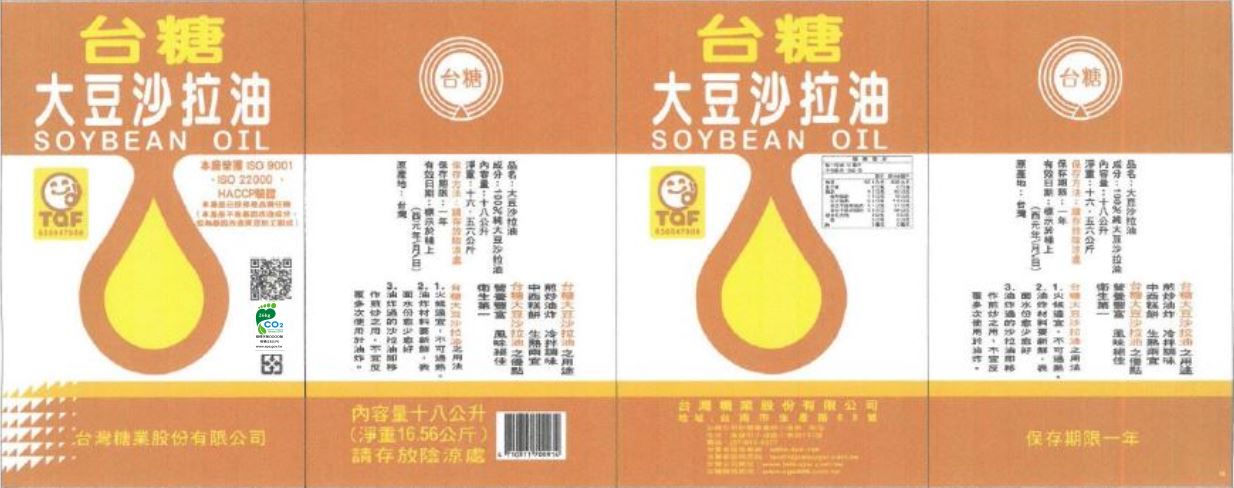 台糖
大豆沙拉油
SOYBEAN OIL
本廠榮獲 ISO 9001
、ISO 22000、
HACCP驗證
本產品已投保產品責任險
TQF
CO2
台灣糖業股份有限公司
台糖
品名：大豆沙拉油
成分：100%純大豆沙拉油
內容量：十八公升
淨重：十六．五六公斤
保存方法：請存放陰涼處
保存期限：一年
有效日期：標示於桶上
(西元年/月/日)
原產地：台灣
台糖大豆沙拉油之用途
煎炒油炸 冷拌調味
中西糕餅 生熟兩宜
台糖大豆沙拉油之優點
營養豐富 風味絕佳
衛生第一
台糖大豆沙拉油之用法
1.火候適宜，不可過熱。
2.油炸材料要新鮮，表
面水份愈少愈好
3.油炸過的沙拉油即移
作煎炒之用，不宜反
覆多次使用於油炸。
內容量十八公升
(淨重16.56公斤)
請存放陰涼處
台糖
大豆沙拉油
SOYBEAN OIL
TQF
台灣糖業股份有限公司
台糖
品名：大豆沙拉油
成分：100%純大豆沙拉油
內容量：十八公升
淨重：十六．五六公斤
保存方法：請存放陰涼處
保存期限：一年
有效日期：標示於桶上
(西元年/月/日)
原產地：台灣
台糖大豆沙拉油之用途
煎炒油炸 冷拌調味
中西糕餅 生熟兩宜
台糖大豆沙拉油之優點
營養豐富 風味絕佳
衛生第一
台糖大豆沙拉油之用法
1.火候適宜，不可過熱。
2.油炸材料要新鮮，表
面水份愈少愈好
3.油炸過的沙拉油即移
作煎炒之用，不宜反
覆多次使用於油炸。
保存期限一年